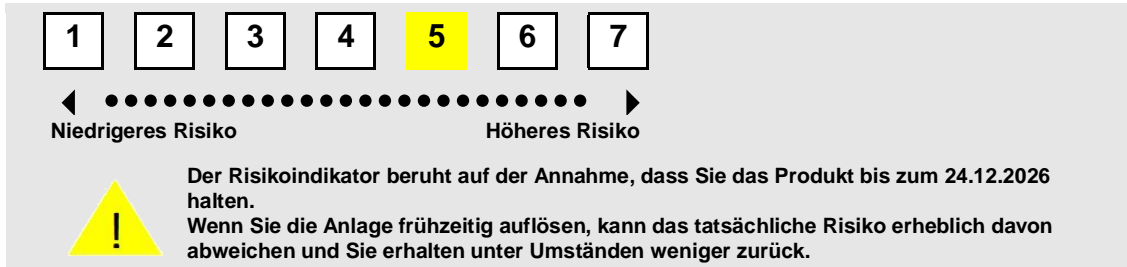 1 2 3 4 5 6 7
Niedrigeres Risiko Höheres Risiko
Der Risikoindikator beruht auf der Annahme, dass Sie das Produkt bis zum 24.12.2026
halten.
Wenn Sie die Anlage frühzeitig auflösen, kann das tatsächliche Risiko erheblich davon
abweichen und Sie erhalten unter Umständen weniger zurück.
!